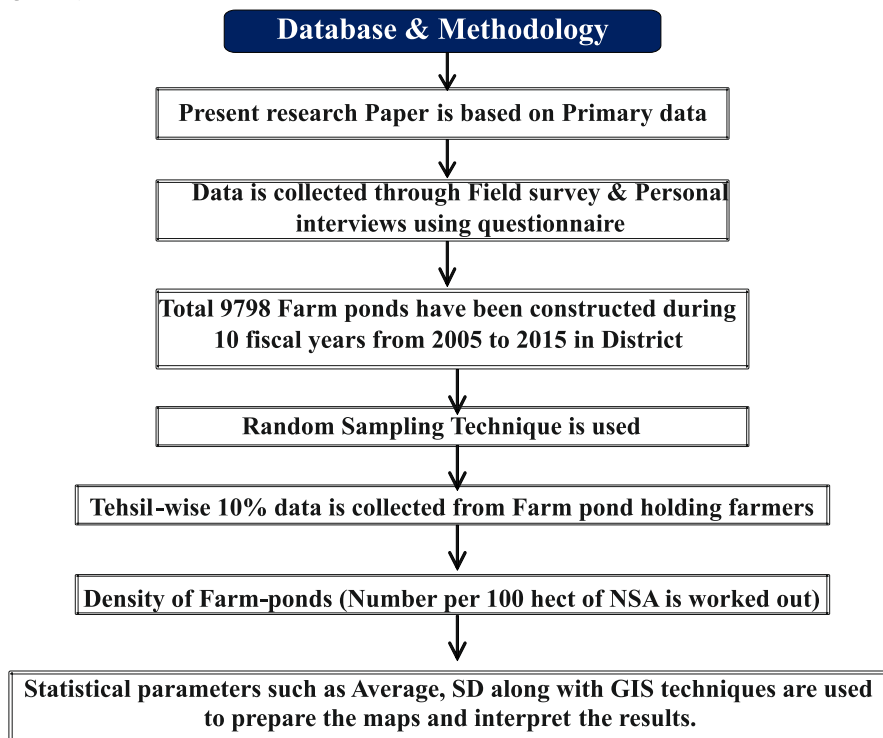 Database & Methodology
Present research Paper is based on Primary data
Data is collected through Field survey & Personal
interviews using questionnaire
Total 9798 Farm ponds have been constructed during
10 fiscal years from 2005 to 2015 in District
Random Sampling Technique is used
Tehsil-wise 10% data is collected from Farm pond holding farmers
Density of Farm-ponds (Number per 100 hect of NSA is worked out)
Statistical parameters such as Average, SD along with GIS techniques are used
to prepare the maps and interpret the results.